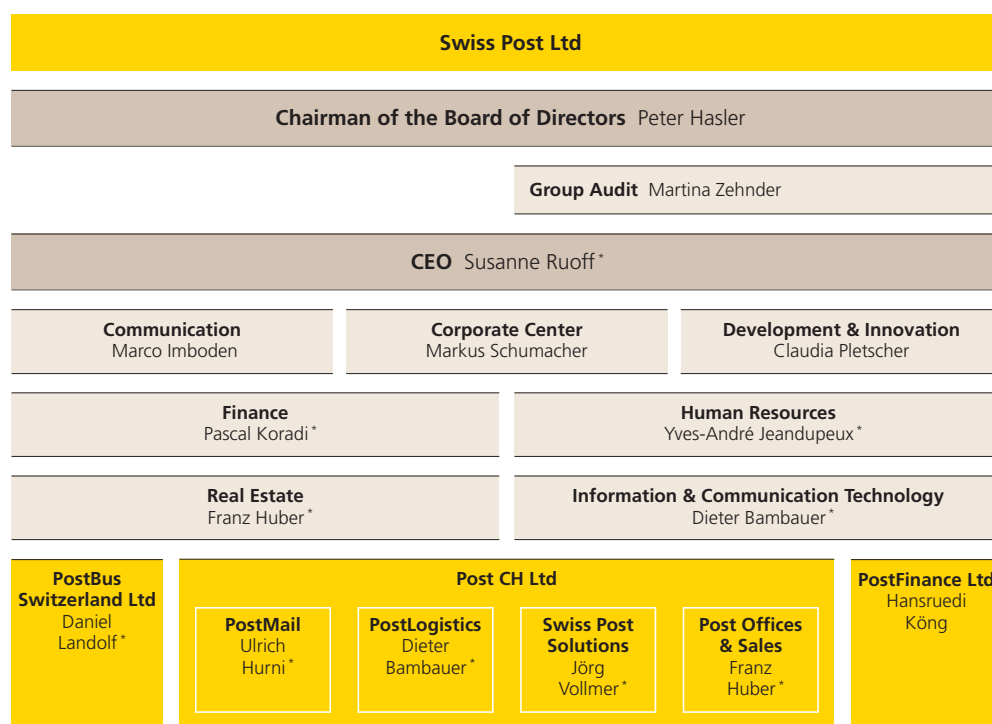 Swiss Post Ltd
Chairman of the Board of Directors Peter Hasler
Group Audit Martina Zehnder
CEO Susanne Ruoff *
Communication
Marco Imboden
Corporate Center
Markus Schumacher
Development & Innovation
Claudia Pletscher
Finance
Pascal Koradi *
Human Resources
Yves-André Jeandupeux *
Real Estate
Franz Huber *
Information & Communication Technology
Dieter Bambauer *
PostBus
Switzerland Ltd
Daniel
Landolf *
Post CH Ltd
PostMail
Ulrich
Hurni *
PostLogistics
Dieter
Bambauer *
Swiss Post
Solutions
Jörg
Vollmer *
Post Offices
& Sales
Franz
Huber *
PostFinance Ltd
Hansruedi
Köng